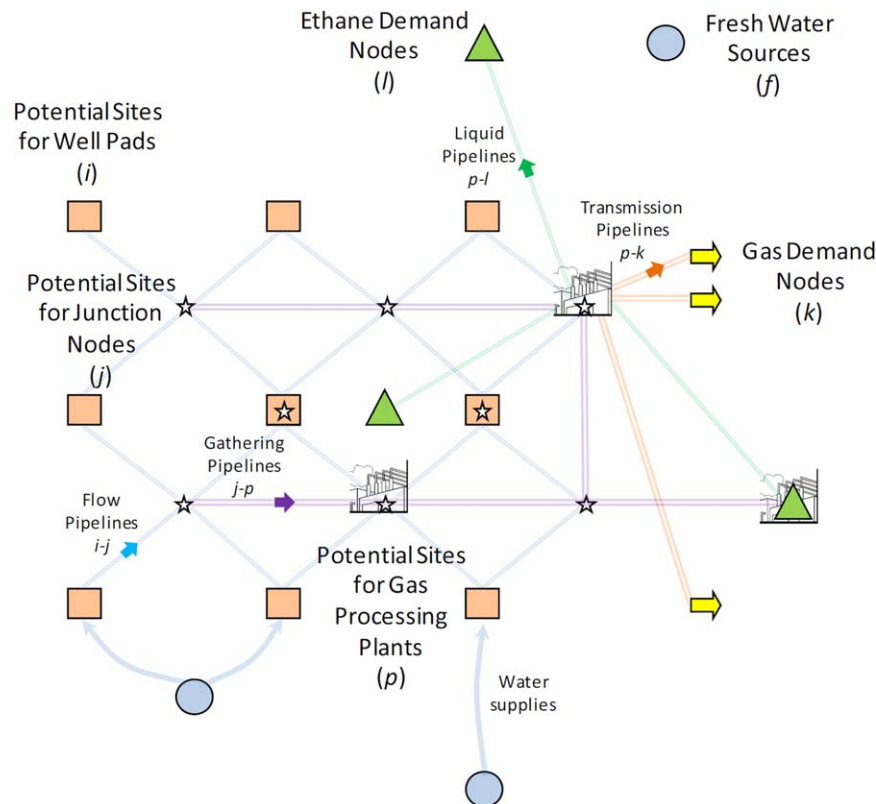 Ethane Demand
Nodes
(l)
Fresh Water
Sources
(f)
Potential Sites
for Well Pads
(i)
Liquid
Pipelines
p-l
Transmission
Pipelines
p-k
Gas Demand
Nodes
(k)
Potential Sites
for Junction
Nodes
(j)
Gathering
Pipelines
j-p
Flow
Pipelines
i-j
Potential Sites
for Gas
Processing
Plants
(p)
Water
supplies